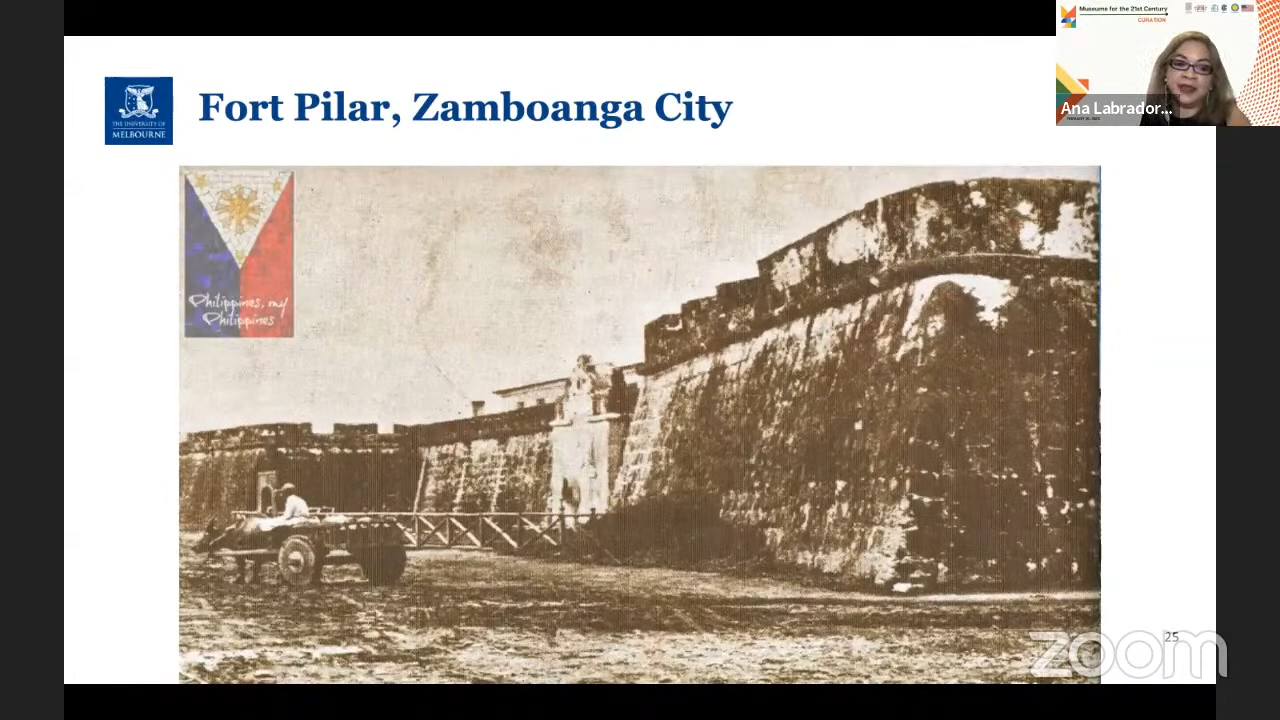 Museums for the 21st Century
CURATION
Ana Labrador...
THE UNIVERSITY OF
MELBOURNE
Fort Pilar, Zamboanga City
Philippines, my
Philippines
25
zoom